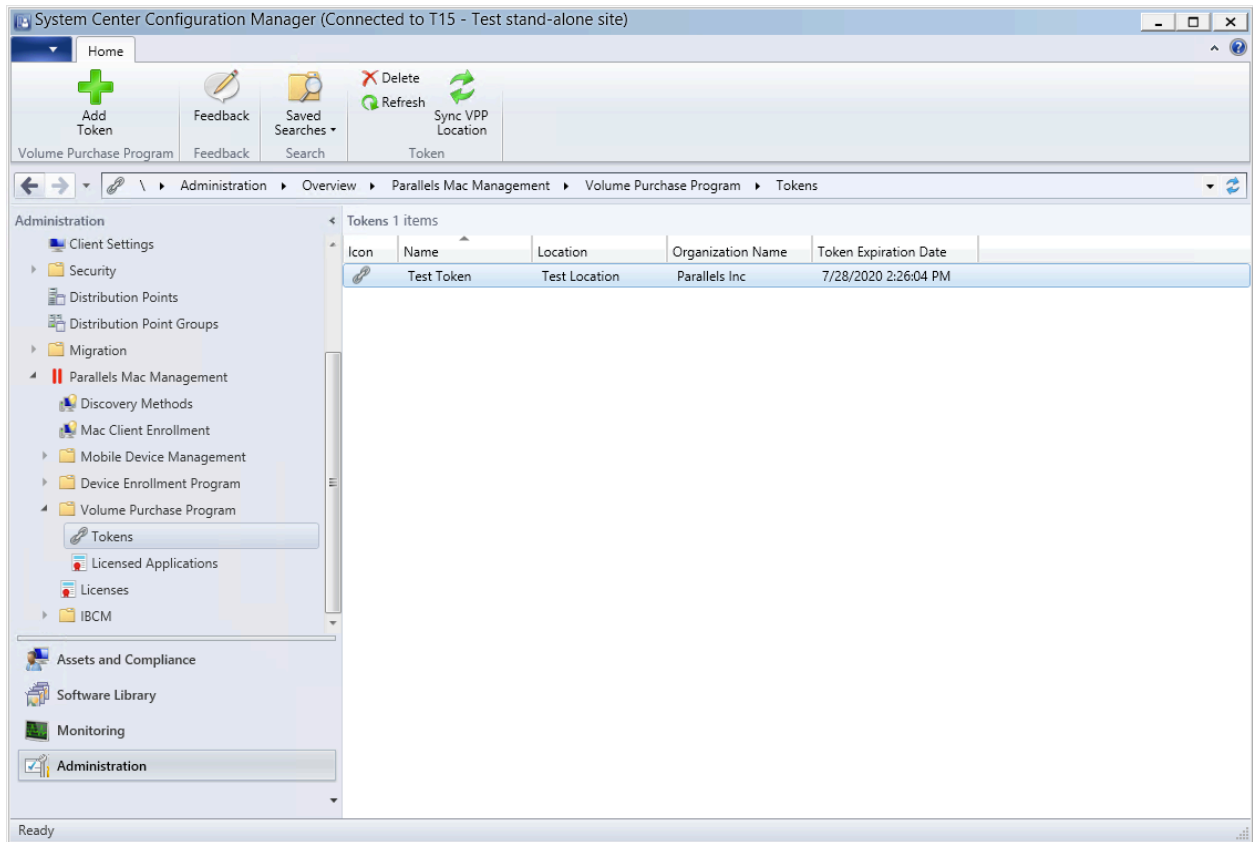 System Center Configuration Manager (Connected to T15 - Test stand-alone site)
Home
Add
Token
Feedback
Saved
Searches
Delete
Refresh
Sync VPP
Location
Volume Purchase Program
Feedback
Search
Token
\ Administration Overview Parallels Mac Management Volume Purchase Program Tokens
Administration
Client Settings
Security
Distribution Points
Distribution Point Groups
Migration
Parallels Mac Management
Discovery Methods
Mac Client Enrollment
Mobile Device Management
Device Enrollment Program
Volume Purchase Program
Tokens
Licensed Applications
Licenses
IBCM
Assets and Compliance
Software Library
Monitoring
Administration
Tokens 1 items
Icon Name Location Organization Name Token Expiration Date
Test Token Test Location Parallels Inc 7/28/2020 2:26:04 PM
Ready